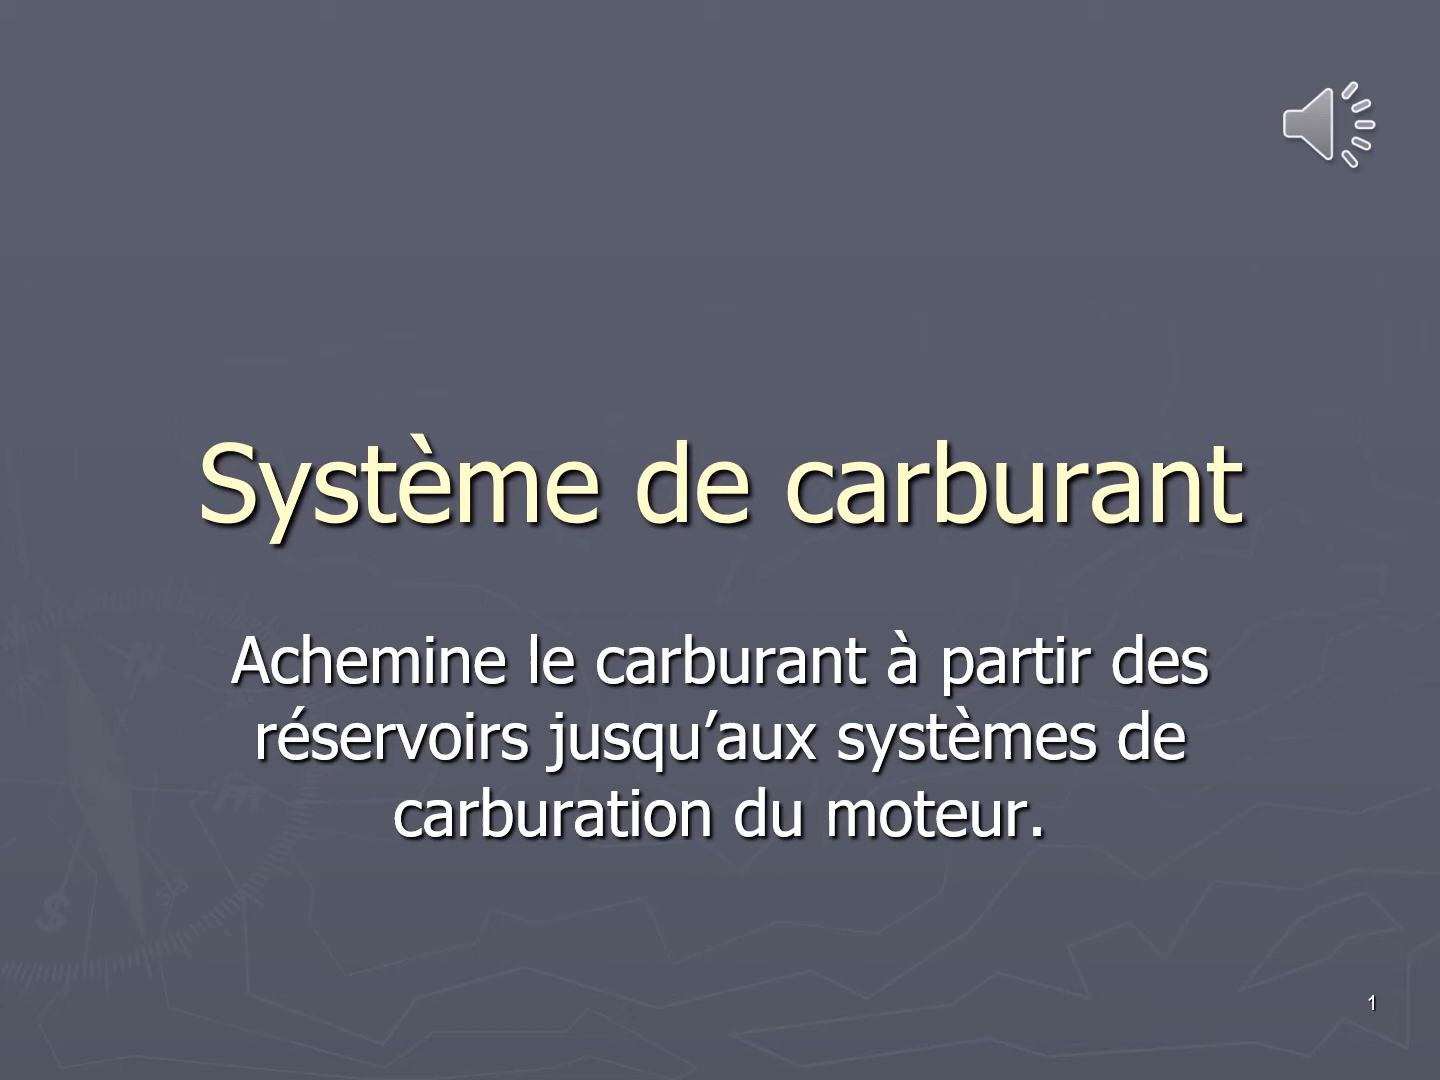 Système de carburant
Achemine le carburant à partir des
réservoirs jusqu’aux systèmes de
carburation du moteur.
1